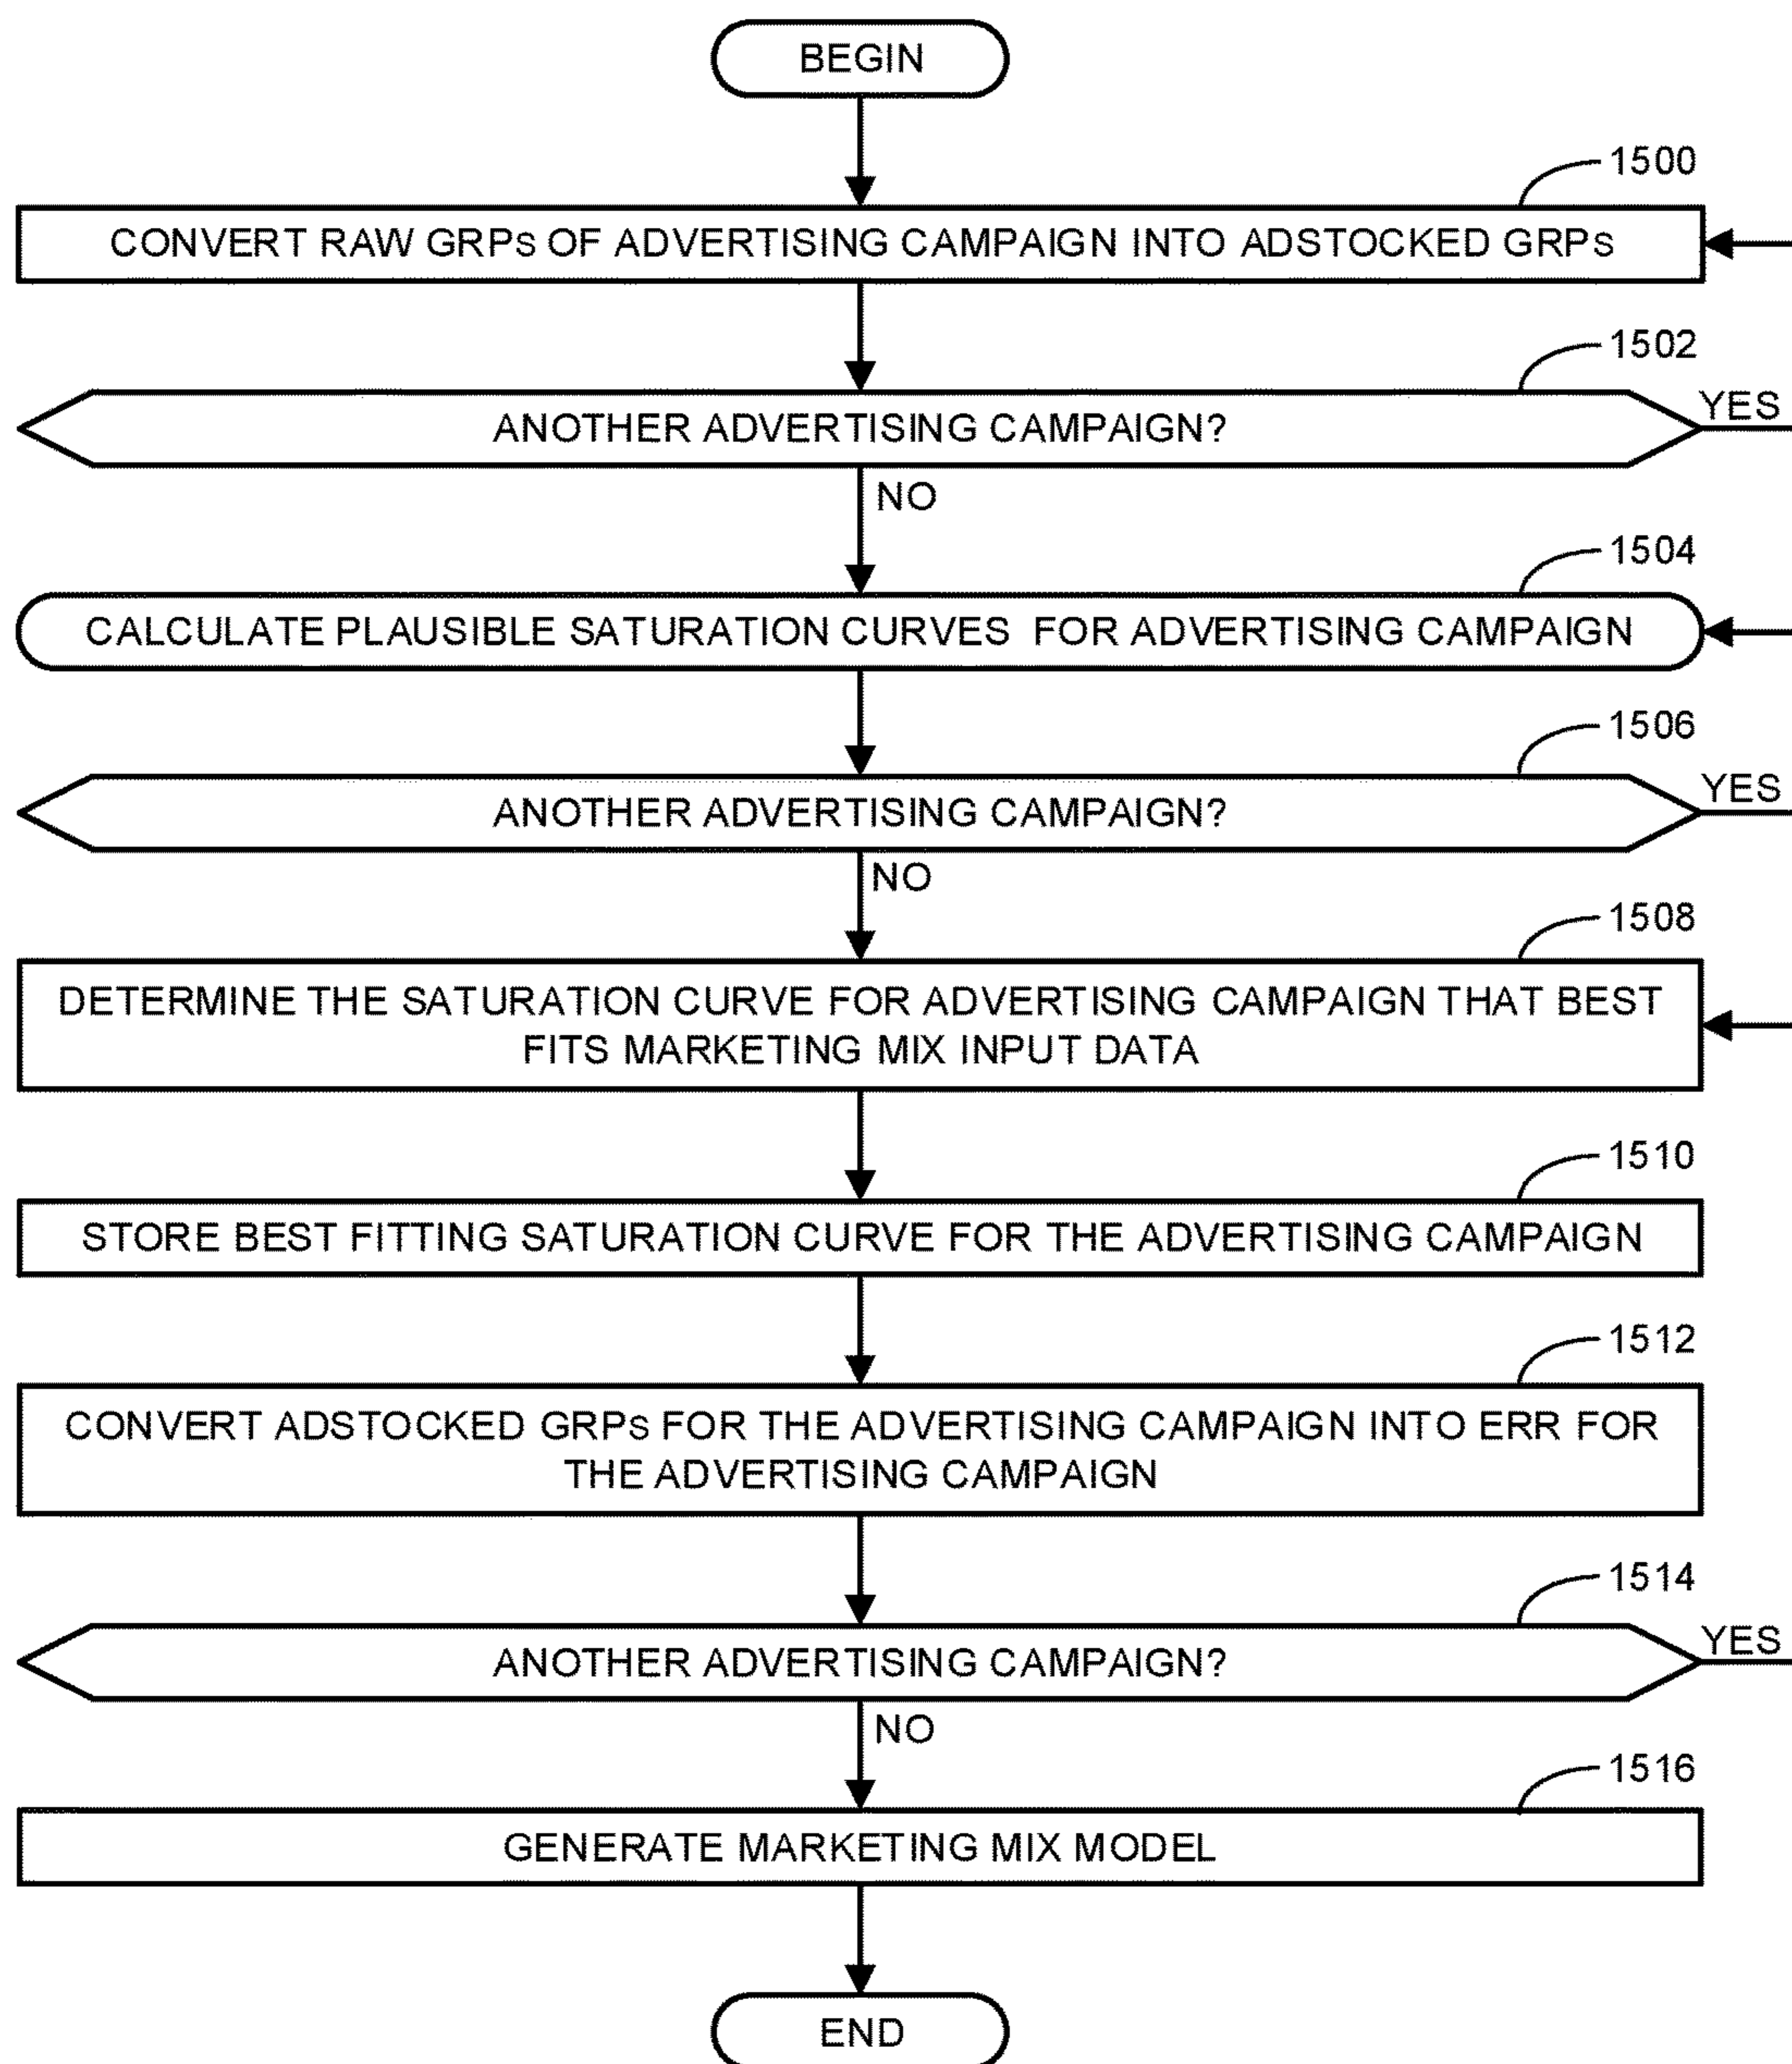 BEGIN
1500
CONVERT RAW GRPs OF ADVERTISING CAMPAIGN INTO ADSTOCKED GRPs
1502
ANOTHER ADVERTISING CAMPAIGN?
YES
NO
1504
CALCULATE PLAUSIBLE SATURATION CURVES FOR ADVERTISING CAMPAIGN
1506
ANOTHER ADVERTISING CAMPAIGN?
YES
NO
1508
DETERMINE THE SATURATION CURVE FOR ADVERTISING CAMPAIGN THAT BEST
FITS MARKETING MIX INPUT DATA
1510
STORE BEST FITTING SATURATION CURVE FOR THE ADVERTISING CAMPAIGN
1512
CONVERT ADSTOCKED GRPs FOR THE ADVERTISING CAMPAIGN INTO ERR FOR
THE ADVERTISING CAMPAIGN
1514
ANOTHER ADVERTISING CAMPAIGN?
YES
NO
1516
GENERATE MARKETING MIX MODEL
END